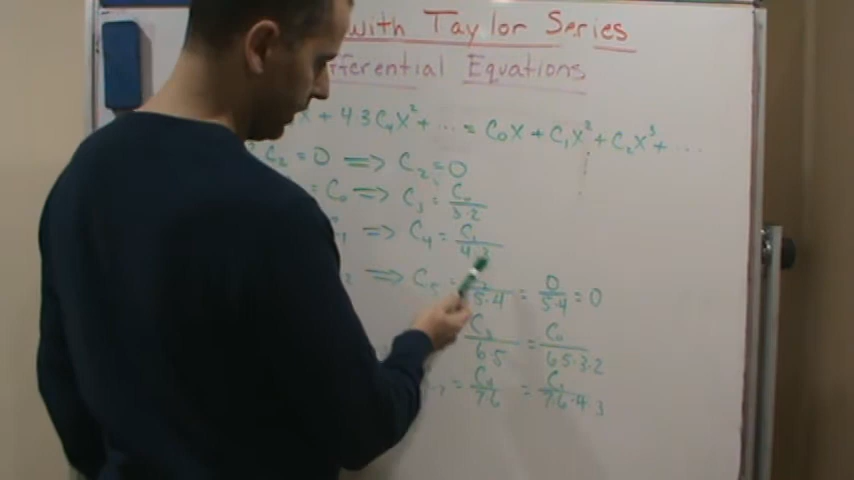 with Taylor Series
fferential Equations
X + 4·3C₄X² + ... = C₀X + C₁X² + C₂X³ + ....
C₂ = 0 ⟹ C₂ = 0
= C₀ ⟹ C₃ = C₀/3·2
⟹ C₄ = C₁/4·3
⟹ C₅ = /5·4 = 0/5·4 = 0
C₃/6·5 = C₀/6·5·3·2
= C₄/7·6 = C₁/7·6·4·3